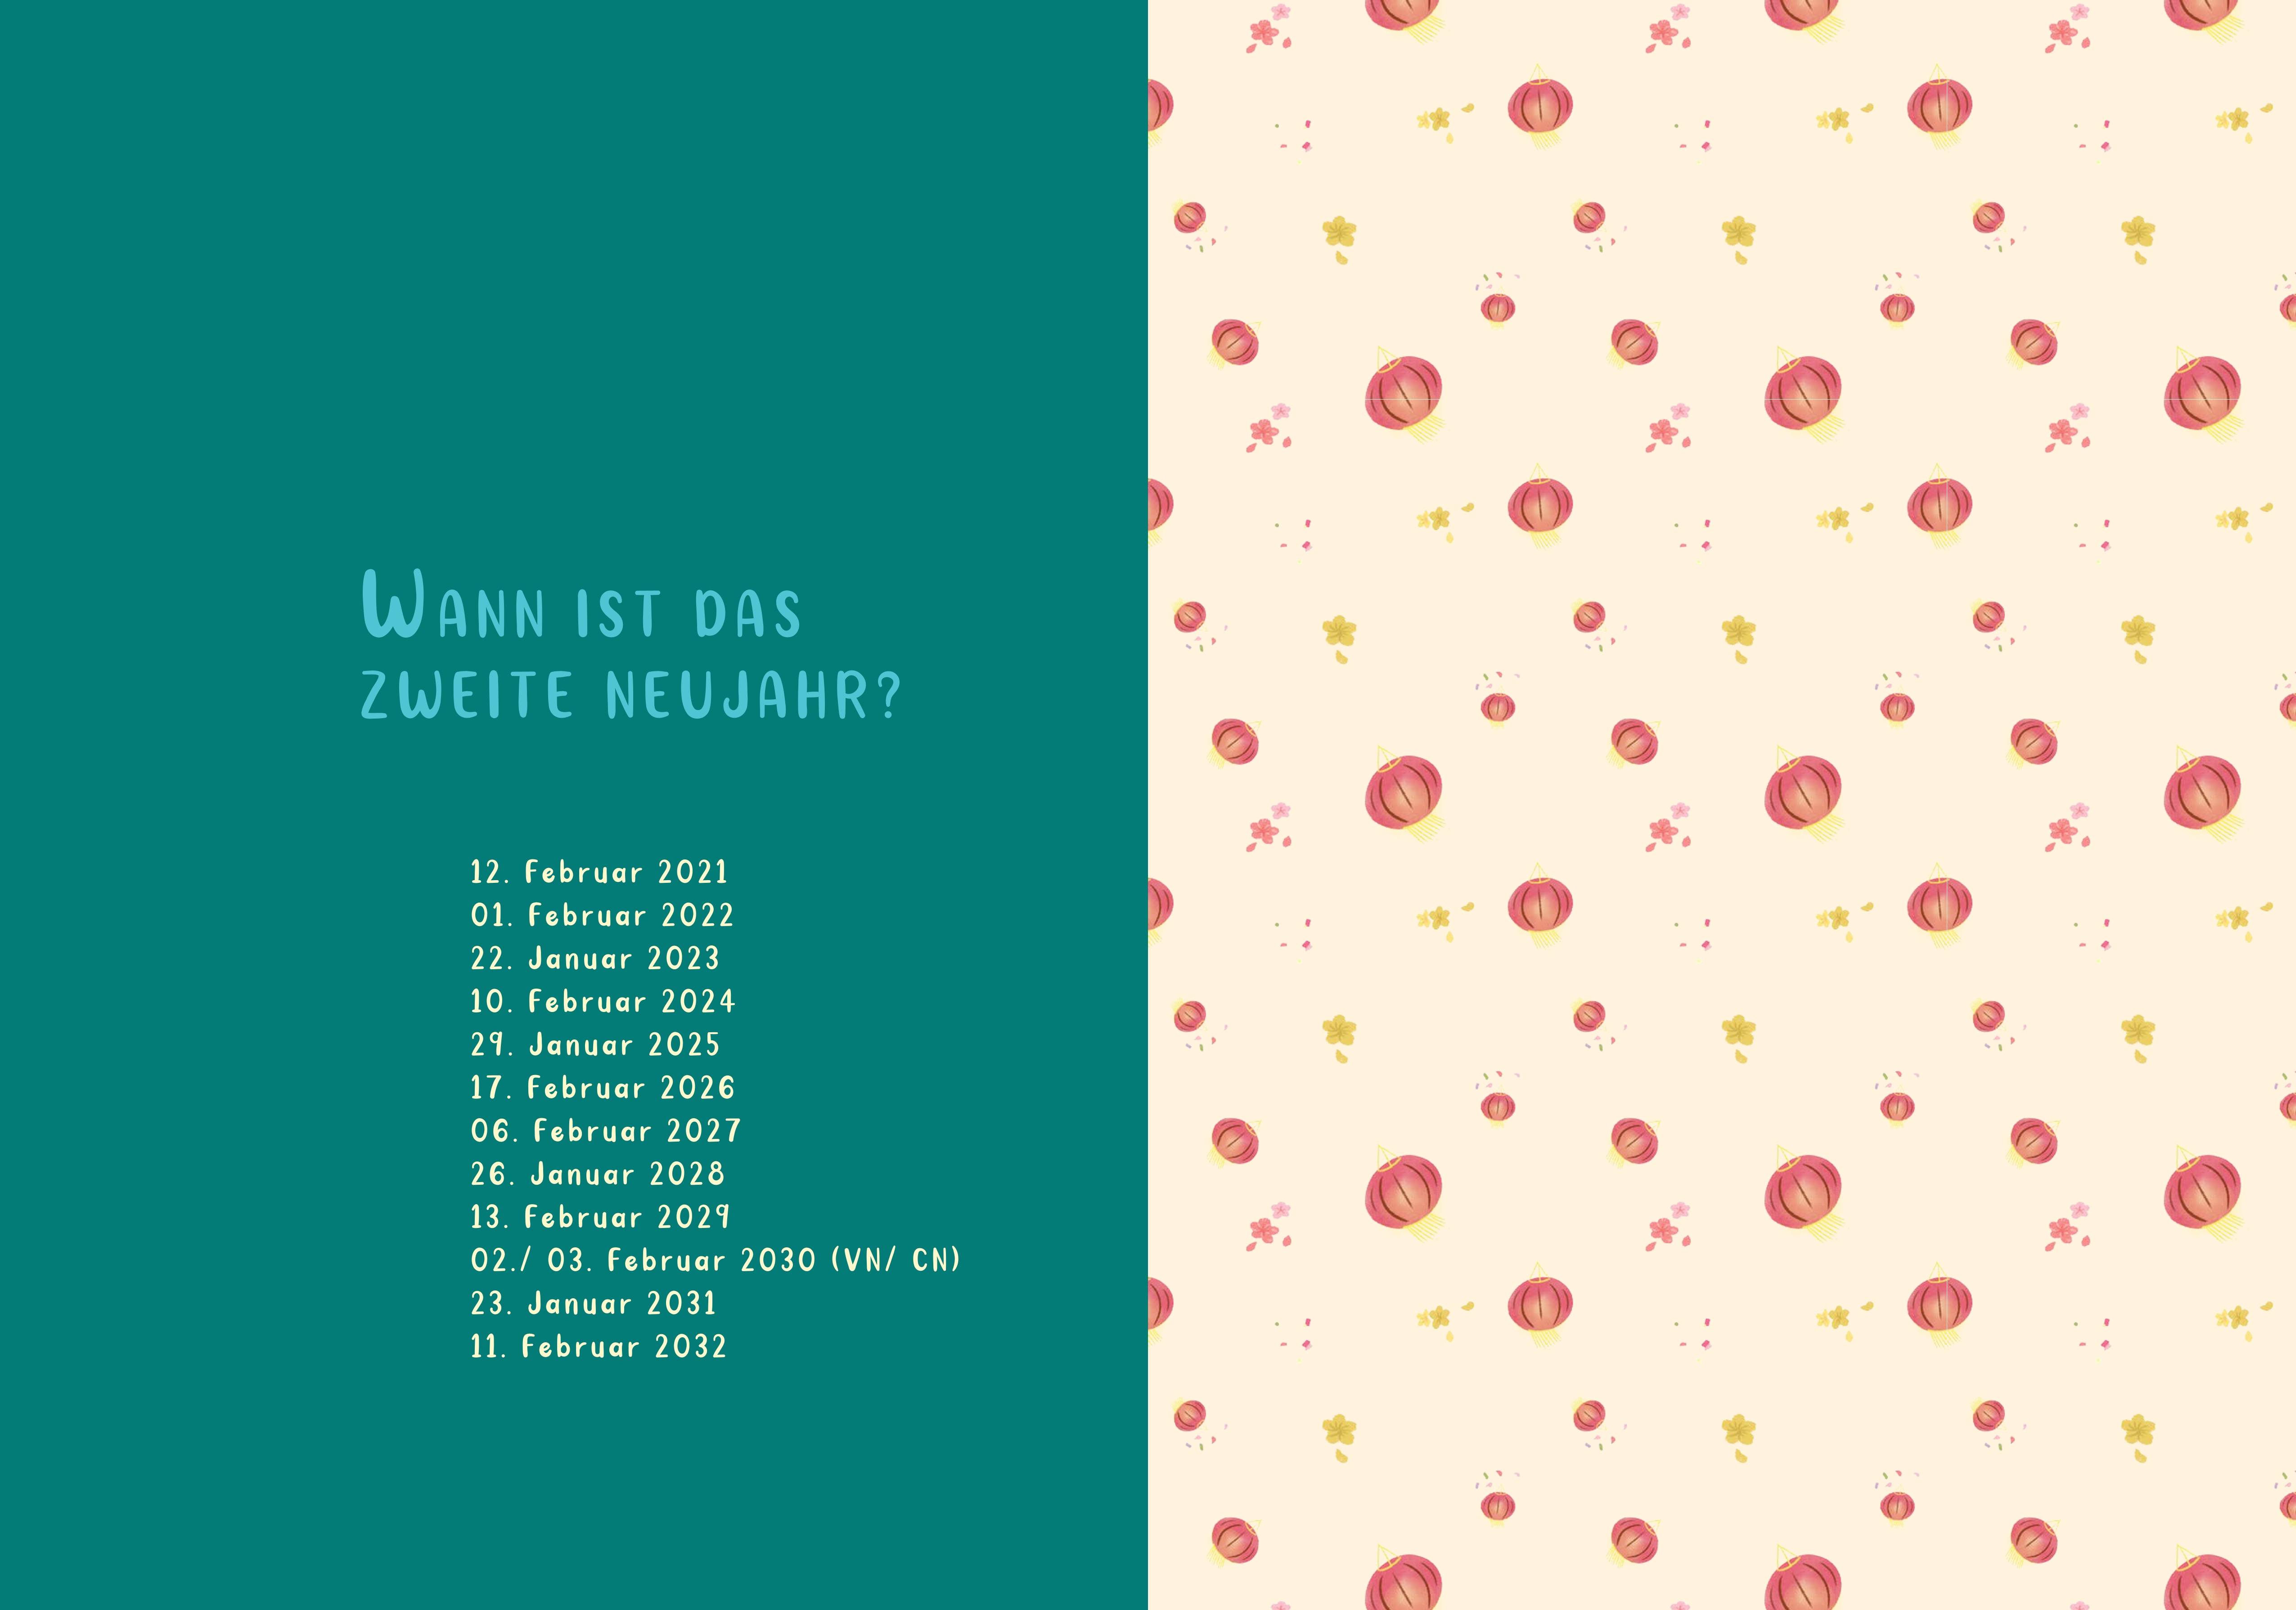 Wann ist das
zweite Neujahr?
12. Februar 2021
01. Februar 2022
22. Januar 2023
10. Februar 2024
29. Januar 2025
17. Februar 2026
06. Februar 2027
26. Januar 2028
13. Februar 2029
02./ 03. Februar 2030 (VN/ CN)
23. Januar 2031
11. Februar 2032